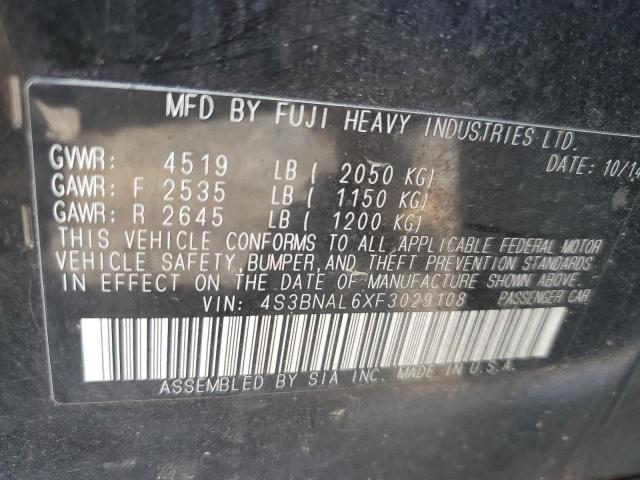 MFD BY FUJI HEAVY INDUSTRIES LTD.
DATE: 10/14
GVWR: 4519 LB ( 2050 KG)
GAWR: F 2535 LB ( 1150 KG)
GAWR: R 2645 LB ( 1200 KG)
THIS VEHICLE CONFORMS TO ALL APPLICABLE FEDERAL MOTOR
VEHICLE SAFETY, BUMPER, AND THEFT PREVENTION STANDARDS
IN EFFECT ON THE DATE OF MANUFACTURE SHOWN ABOVE.
VIN: 4S3BNAL6XF3029108 PASSENGER CAR
ASSEMBLED BY SIA INC. MADE IN U.S.A.